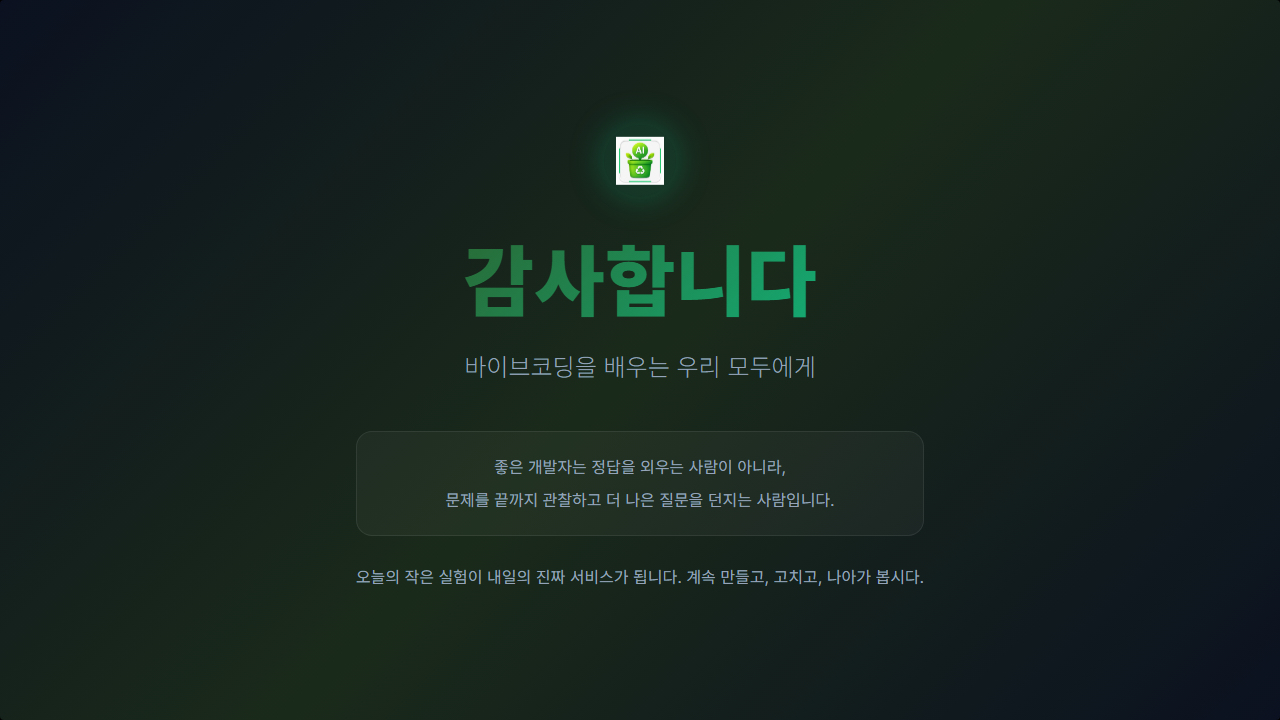 AI
감사합니다
바이브코딩을 배우는 우리 모두에게
좋은 개발자는 정답을 외우는 사람이 아니라,
문제를 끝까지 관찰하고 더 나은 질문을 던지는 사람입니다.
오늘의 작은 실험이 내일의 진짜 서비스가 됩니다. 계속 만들고, 고치고, 나아가 봅시다.